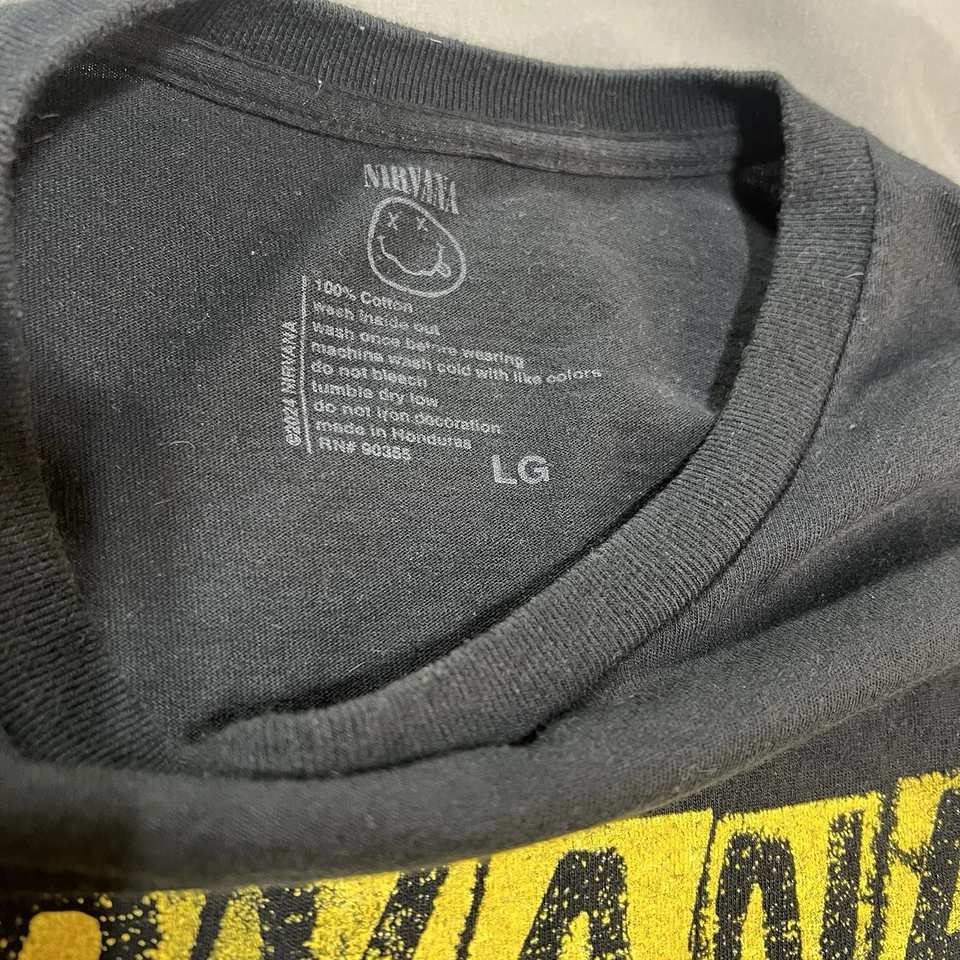 NIRVANA
100% Cotton
wash inside out
wash once before wearing
machine wash cold with like colors
do not bleach
tumble dry low
do not iron decoration
made in Honduras
RN# 90355
©2024 NIRVANA
LG